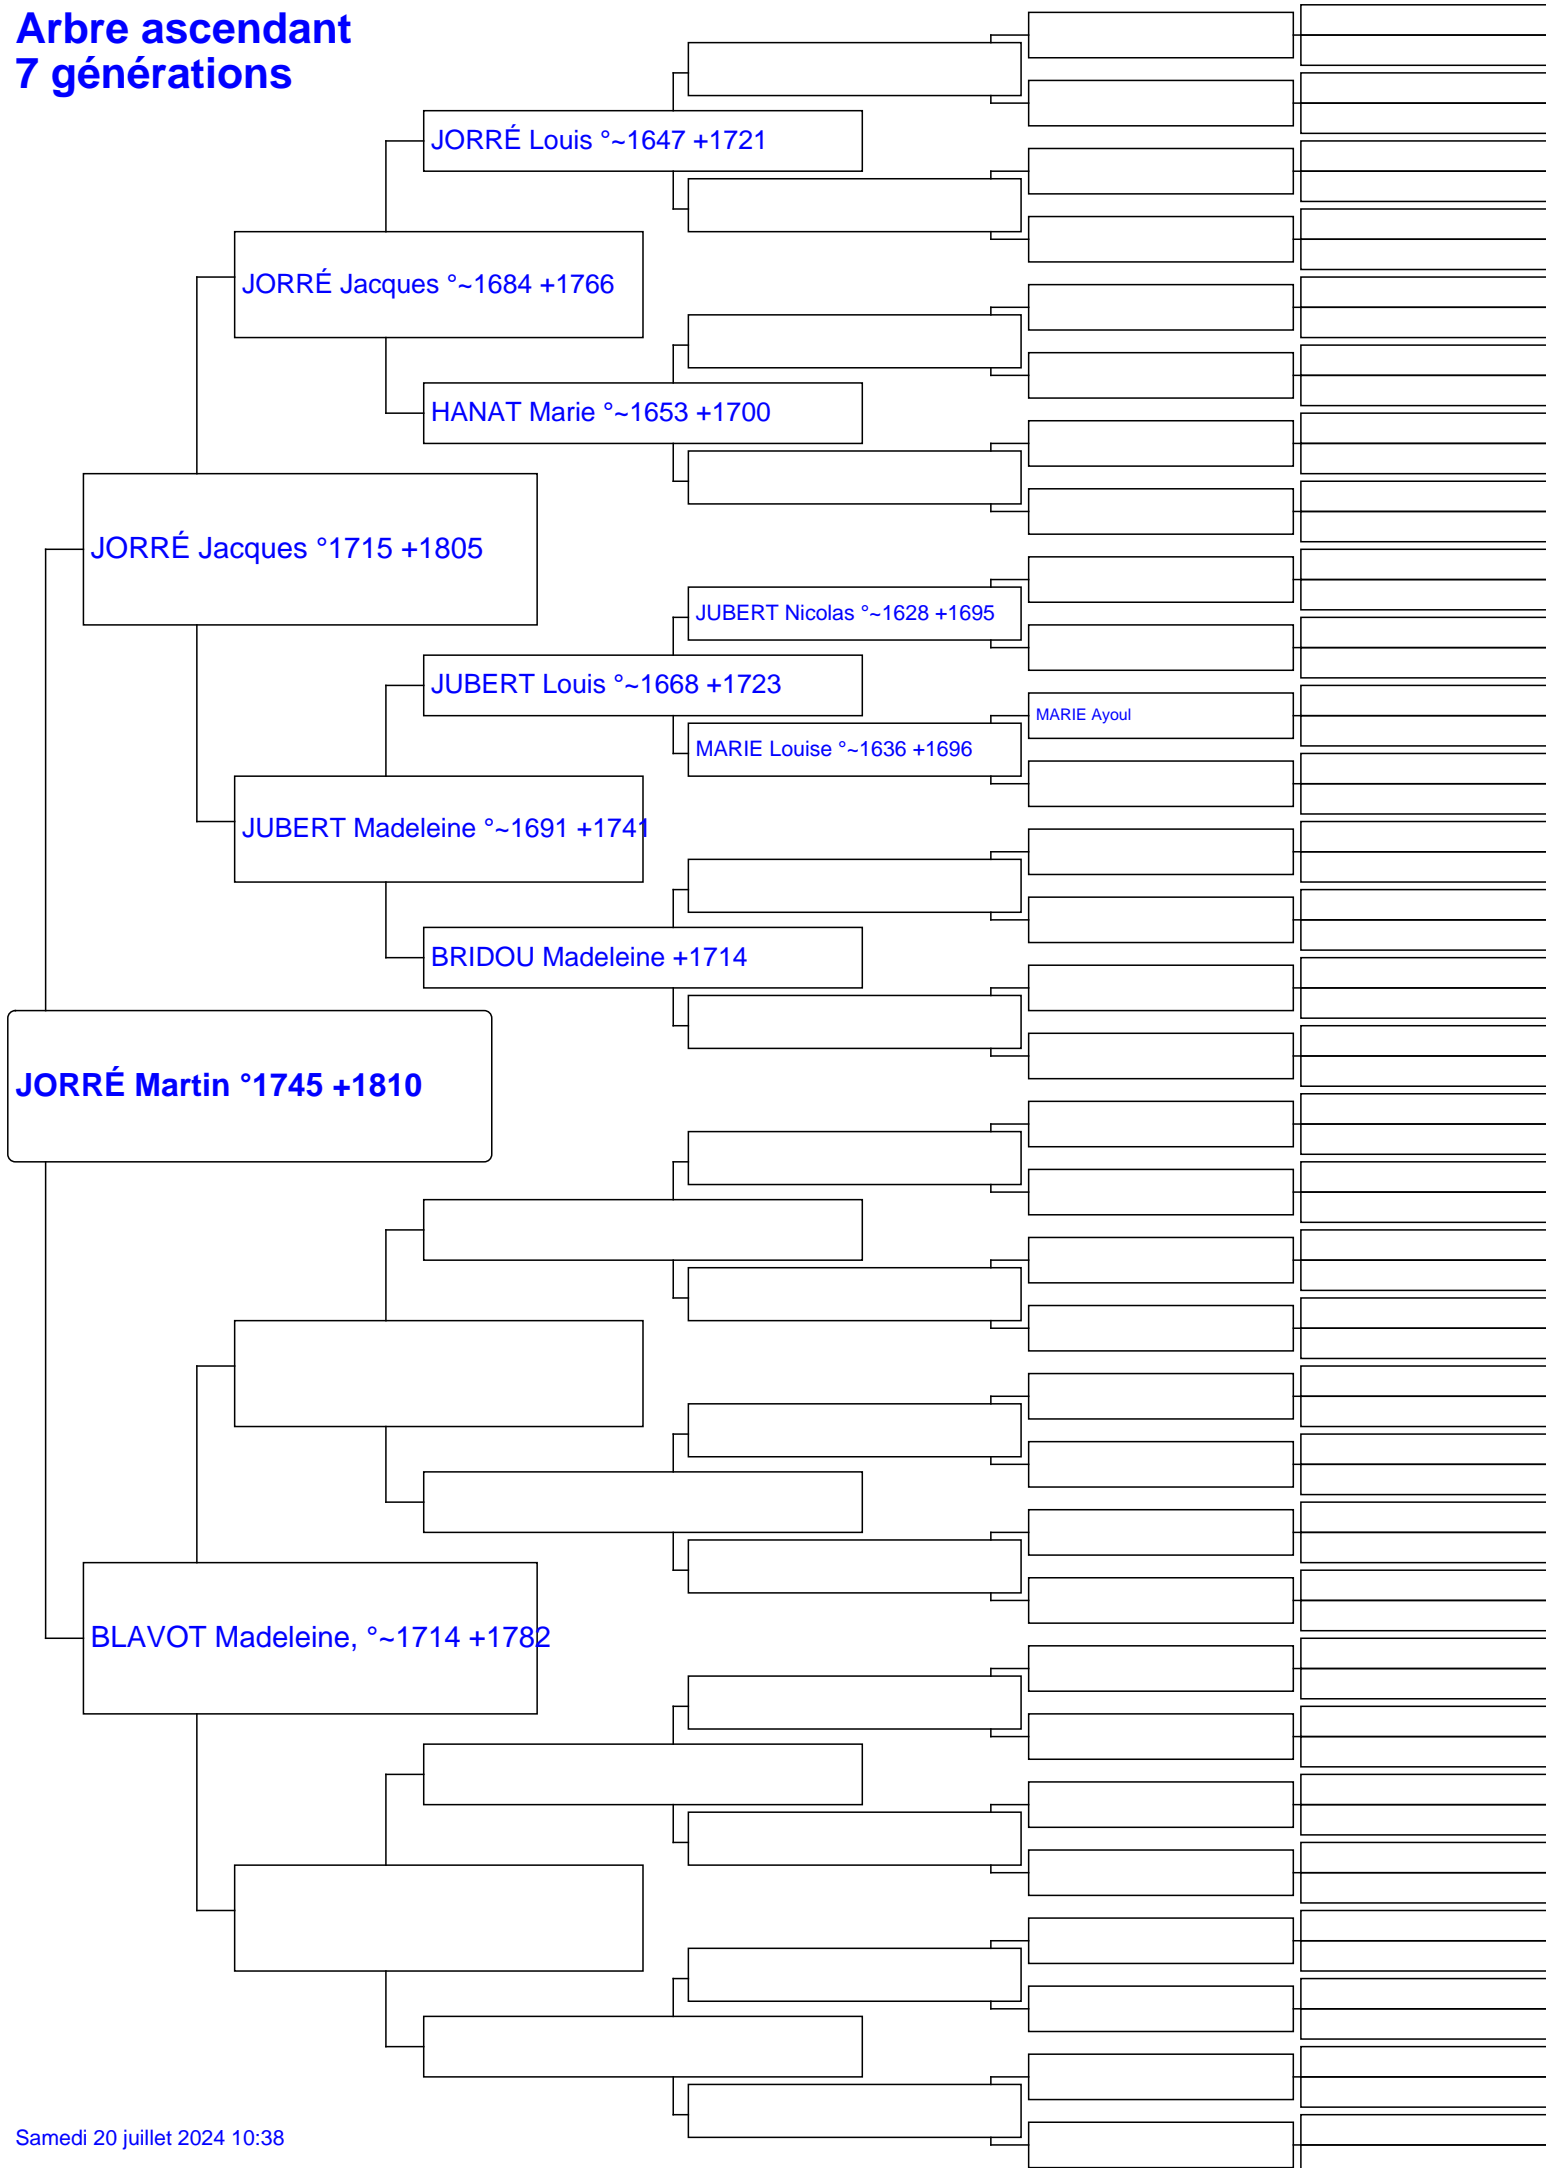 Arbre ascendant
7 générations
JORRÉ Louis °~1647 +1721
JORRÉ Jacques °~1684 +1766
HANAT Marie °~1653 +1700
JORRÉ Jacques °1715 +1805
JUBERT Nicolas °~1628 +1695
JUBERT Louis °~1668 +1723
MARIE Ayoul
MARIE Louise °~1636 +1696
JUBERT Madeleine °~1691 +1741
BRIDOU Madeleine +1714
JORRÉ Martin °1745 +1810
BLAVOT Madeleine, °~1714 +1782
Samedi 20 juillet 2024 10:38